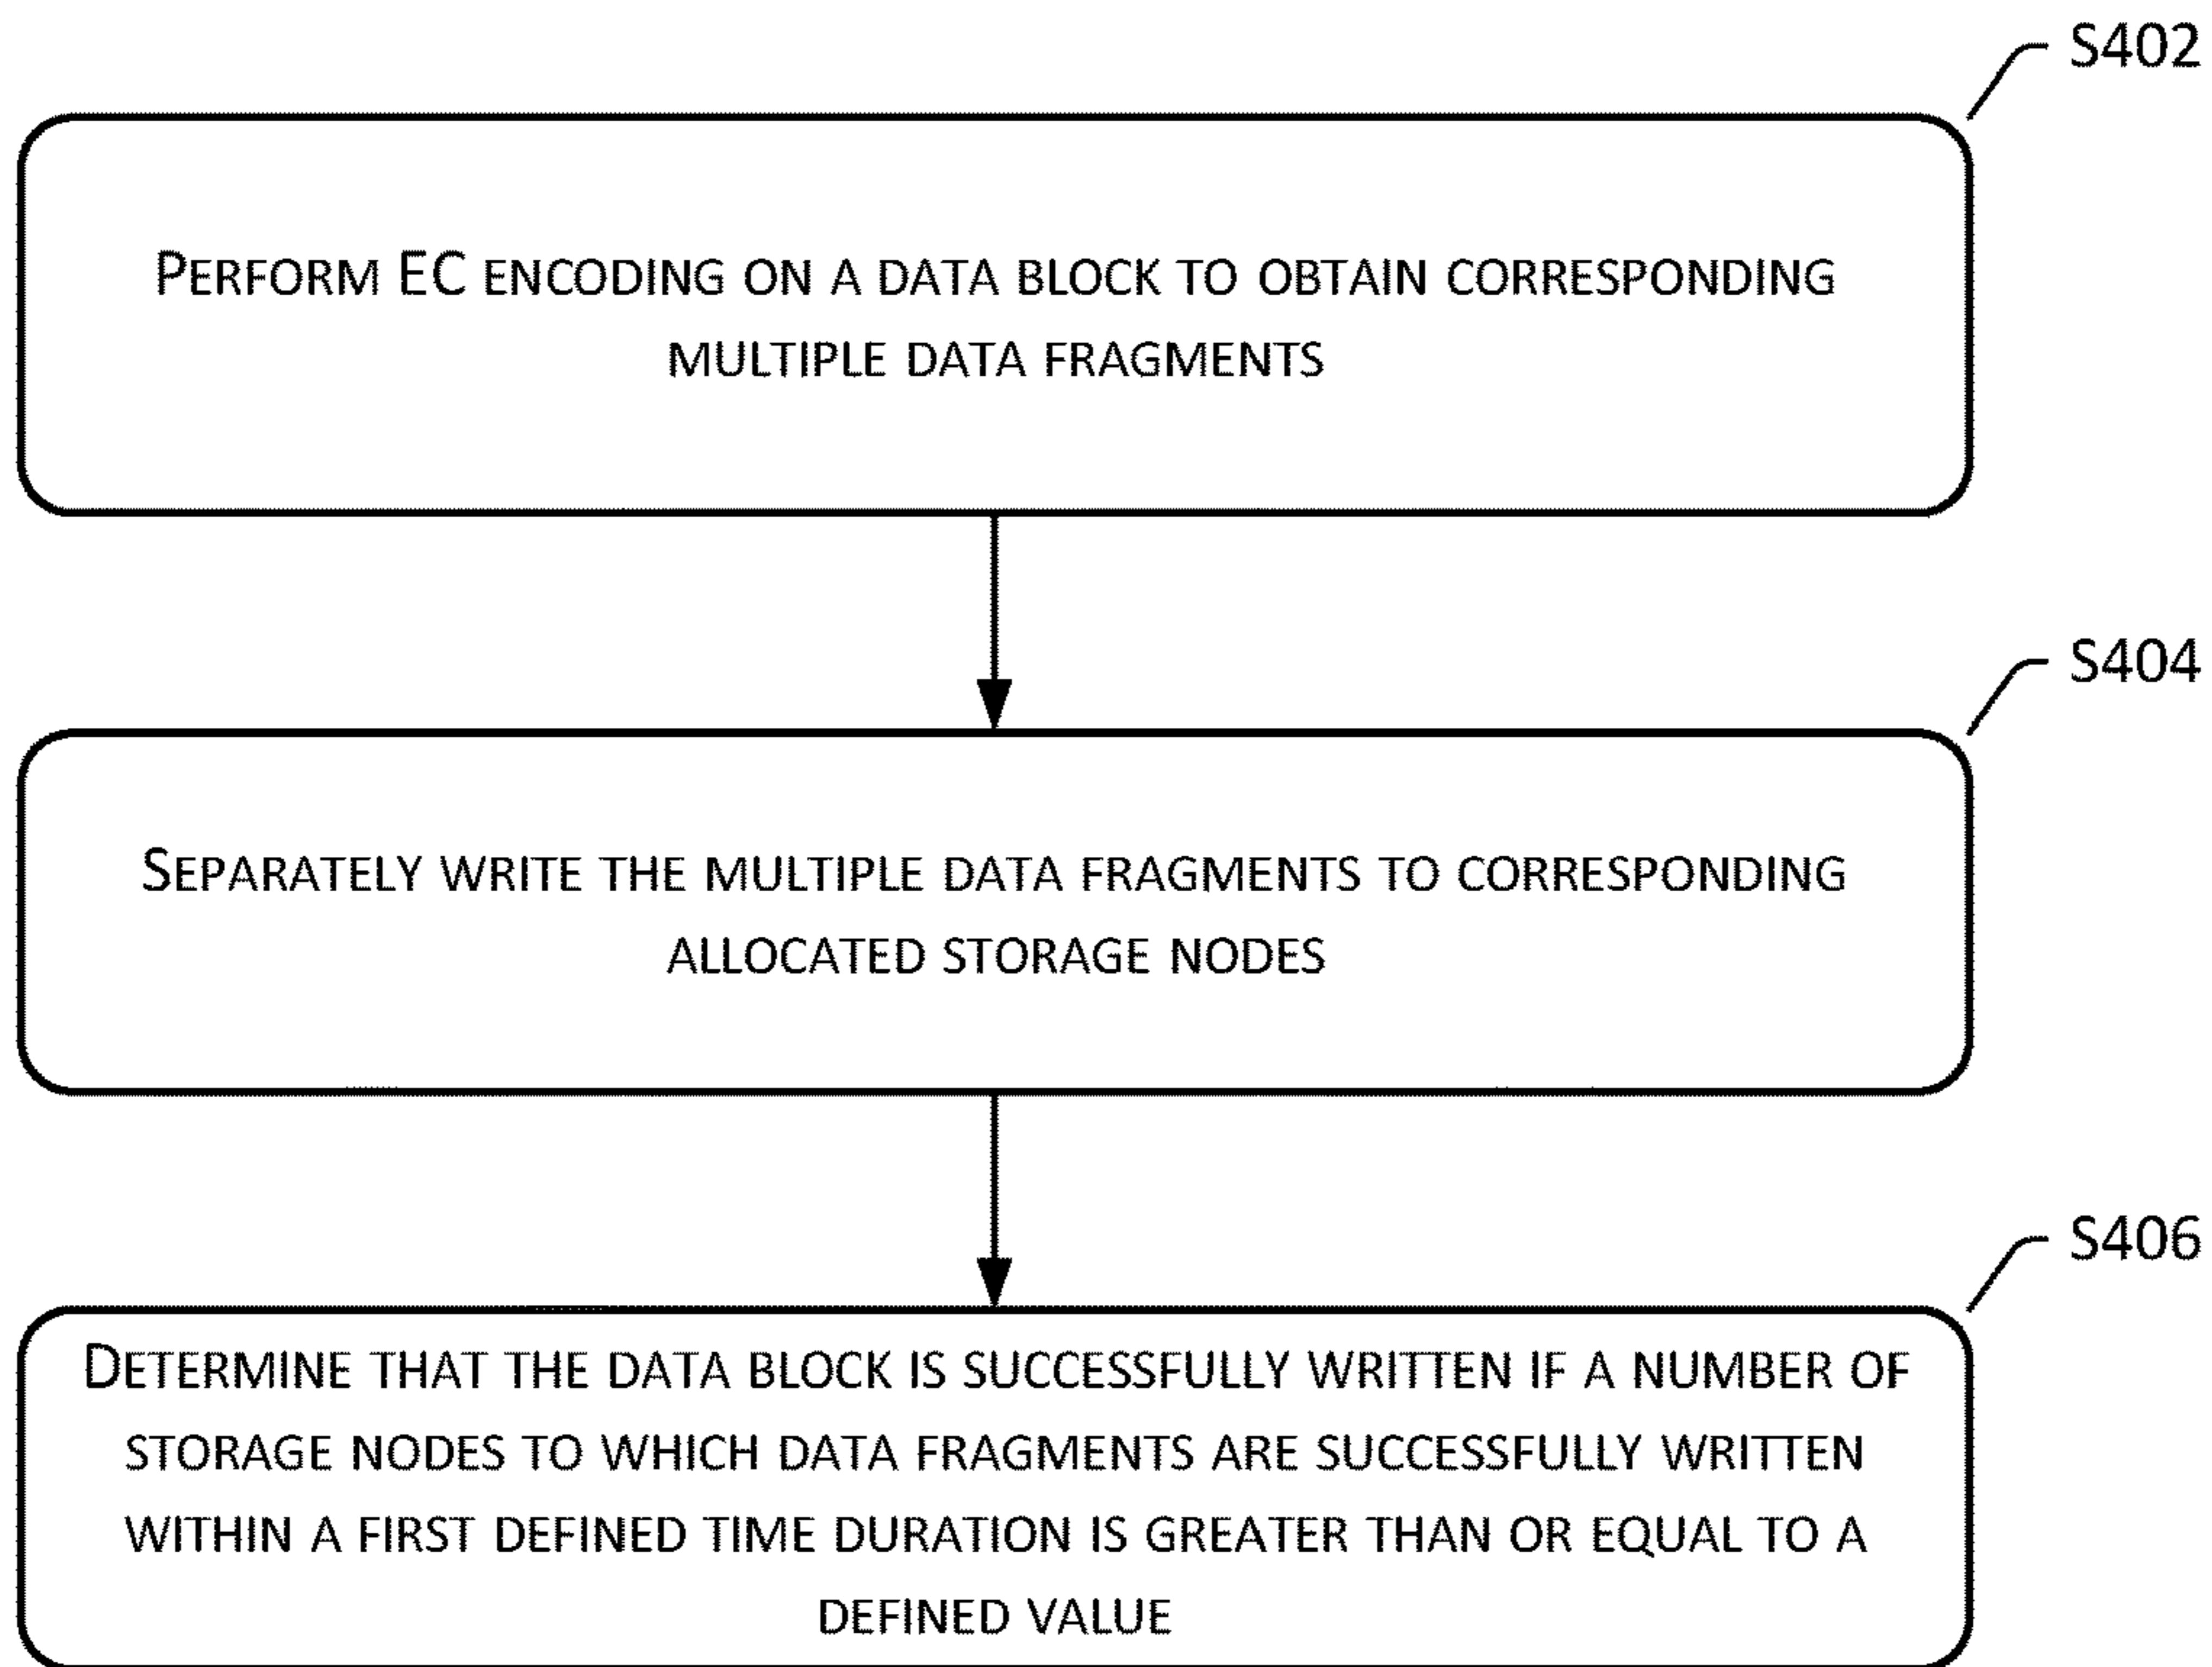 S402
PERFORM EC ENCODING ON A DATA BLOCK TO OBTAIN CORRESPONDING
MULTIPLE DATA FRAGMENTS
S404
SEPARATELY WRITE THE MULTIPLE DATA FRAGMENTS TO CORRESPONDING
ALLOCATED STORAGE NODES
S406
DETERMINE THAT THE DATA BLOCK IS SUCCESSFULLY WRITTEN IF A NUMBER OF
STORAGE NODES TO WHICH DATA FRAGMENTS ARE SUCCESSFULLY WRITTEN
WITHIN A FIRST DEFINED TIME DURATION IS GREATER THAN OR EQUAL TO A
DEFINED VALUE